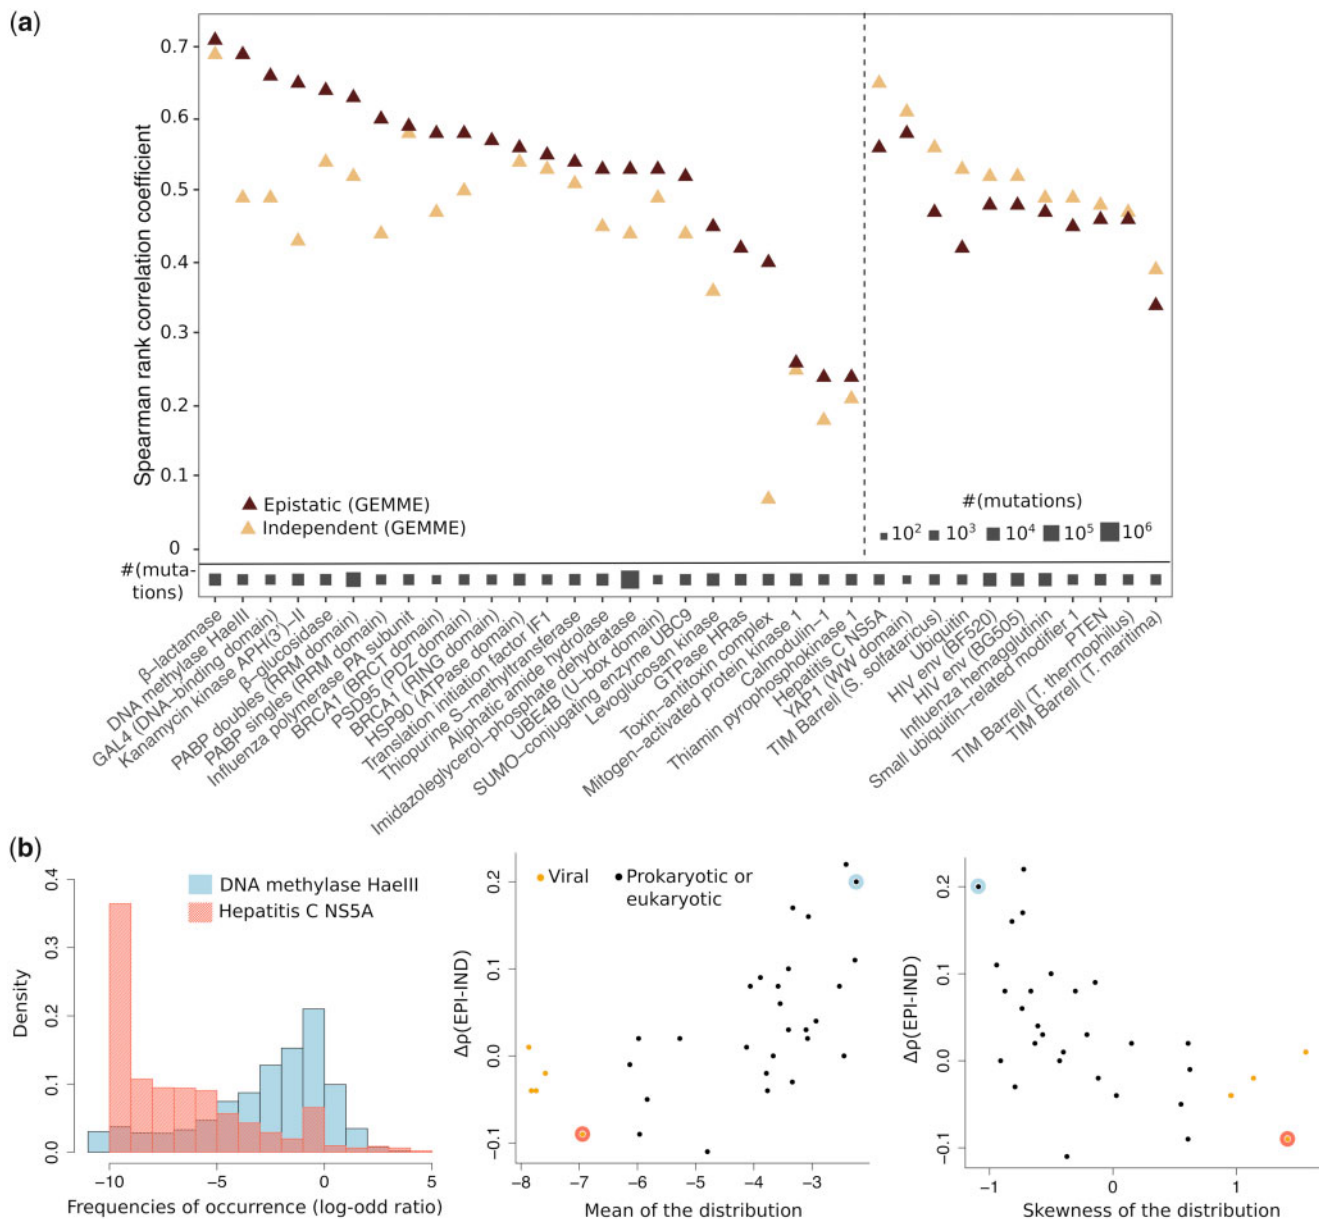 (a)
Spearman rank correlation coefficient
0.7
0.6
0.5
0.4
0.3
0.2
0.1
0
Epistatic (GEMME)
Independent (GEMME)
#(mutations)
10²
10³
10⁴
10⁵
10⁶
#(muta-
tions)
β−lactamase
DNA methylase HaeIII
GAL4 (DNA−binding domain)
Kanamycin kinase APH(3')−II
β−glucosidase
PABP doubles (RRM domain)
PABP singles (RRM domain)
Influenza polymerase PA subunit
BRCA1 (BRCT domain)
PSD95 (PDZ domain)
BRCA1 (RING domain)
HSP90 (ATPase domain)
Translation initiation factor IF1
Thiopurine S−methyltransferase
Aliphatic amide hydrolase
Imidazoleglycerol−phosphate dehydratase
UBE4B (U−box domain)
SUMO−conjugating enzyme UBC9
Levoglucosan kinase
GTPase HRas
Toxin−antitoxin complex
Mitogen−activated protein kinase 1
Calmodulin−1
Thiamin pyrophosphokinase 1
Hepatitis C NS5A
YAP1 (WW domain)
TIM Barrell (S. solfataricus)
Ubiquitin
HIV env (BF520)
HIV env (BG505)
Influenza hemagglutinin
Small ubiquitin−related modifier 1
PTEN
TIM Barrell (T. thermophilus)
TIM Barrell (T. maritima)
(b)
Density
0.4
0.3
0.2
0.1
0.0
DNA methylase HaeIII
Hepatitis C NS5A
−10
−5
0
5
Frequencies of occurrence (log-odd ratio)
Δρ(EPI-IND)
0.2
0.1
0.0
−0.1
Viral
Prokaryotic or
eukaryotic
−8
−7
−6
−5
−4
−3
Mean of the distribution
Δρ(EPI-IND)
0.2
0.1
0.0
−0.1
−1
0
1
Skewness of the distribution